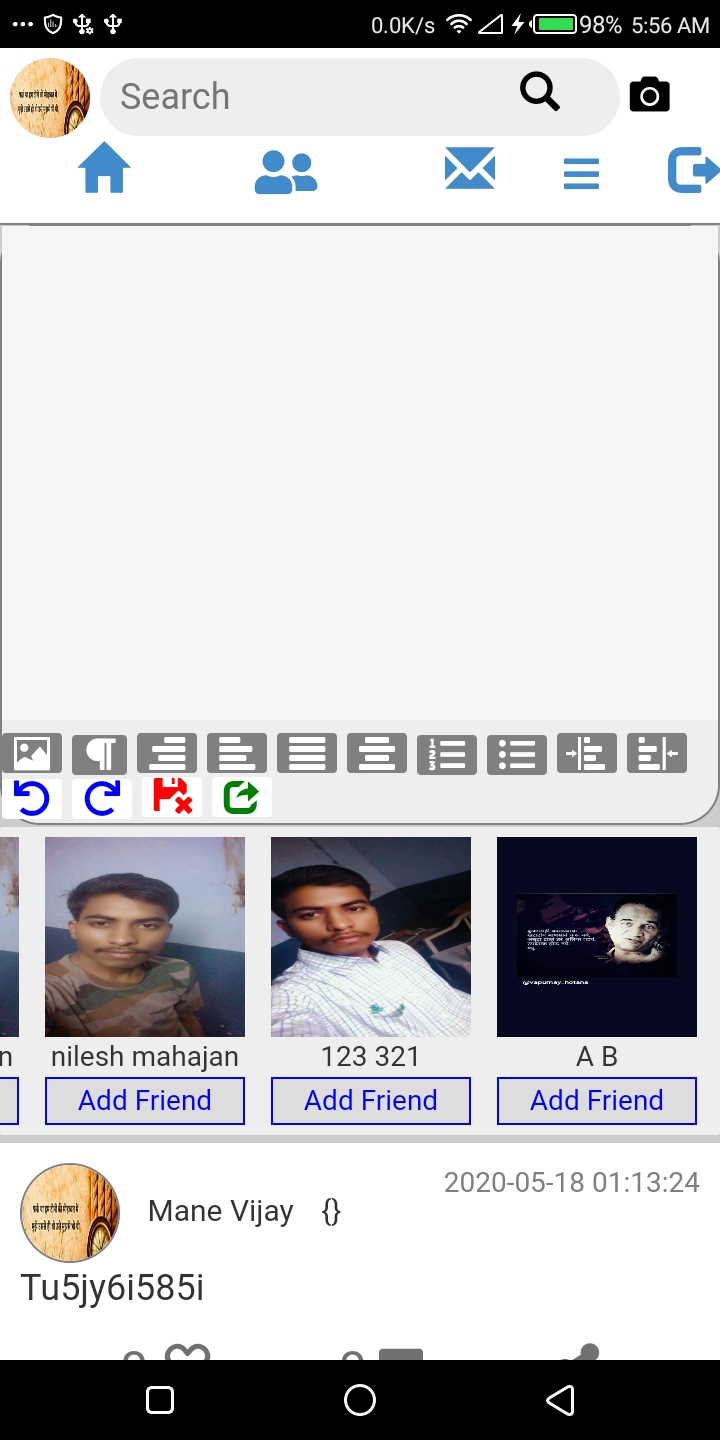 0.0K/s 98% 5:56 AM
Search
n nilesh mahajan 123 321 A B
Add Friend Add Friend Add Friend
@vapurnay_hotana
2020-05-18 01:13:24
Mane Vijay {}
Tu5jy6i585i